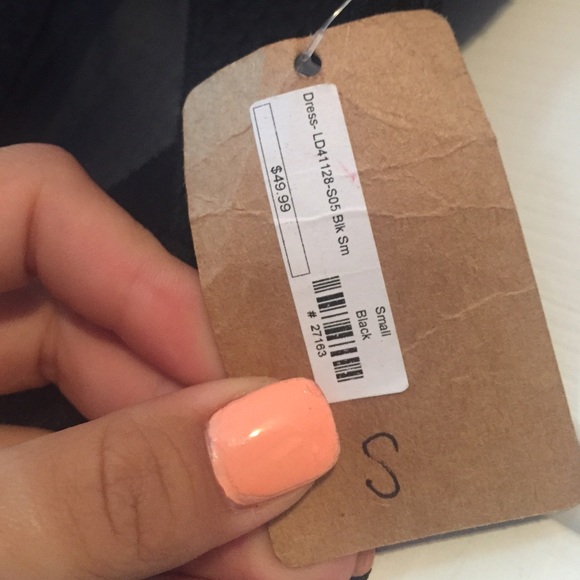 Dress- LD41128-S05 Blk Sm
$49.99
Small
Black
# 27163
S